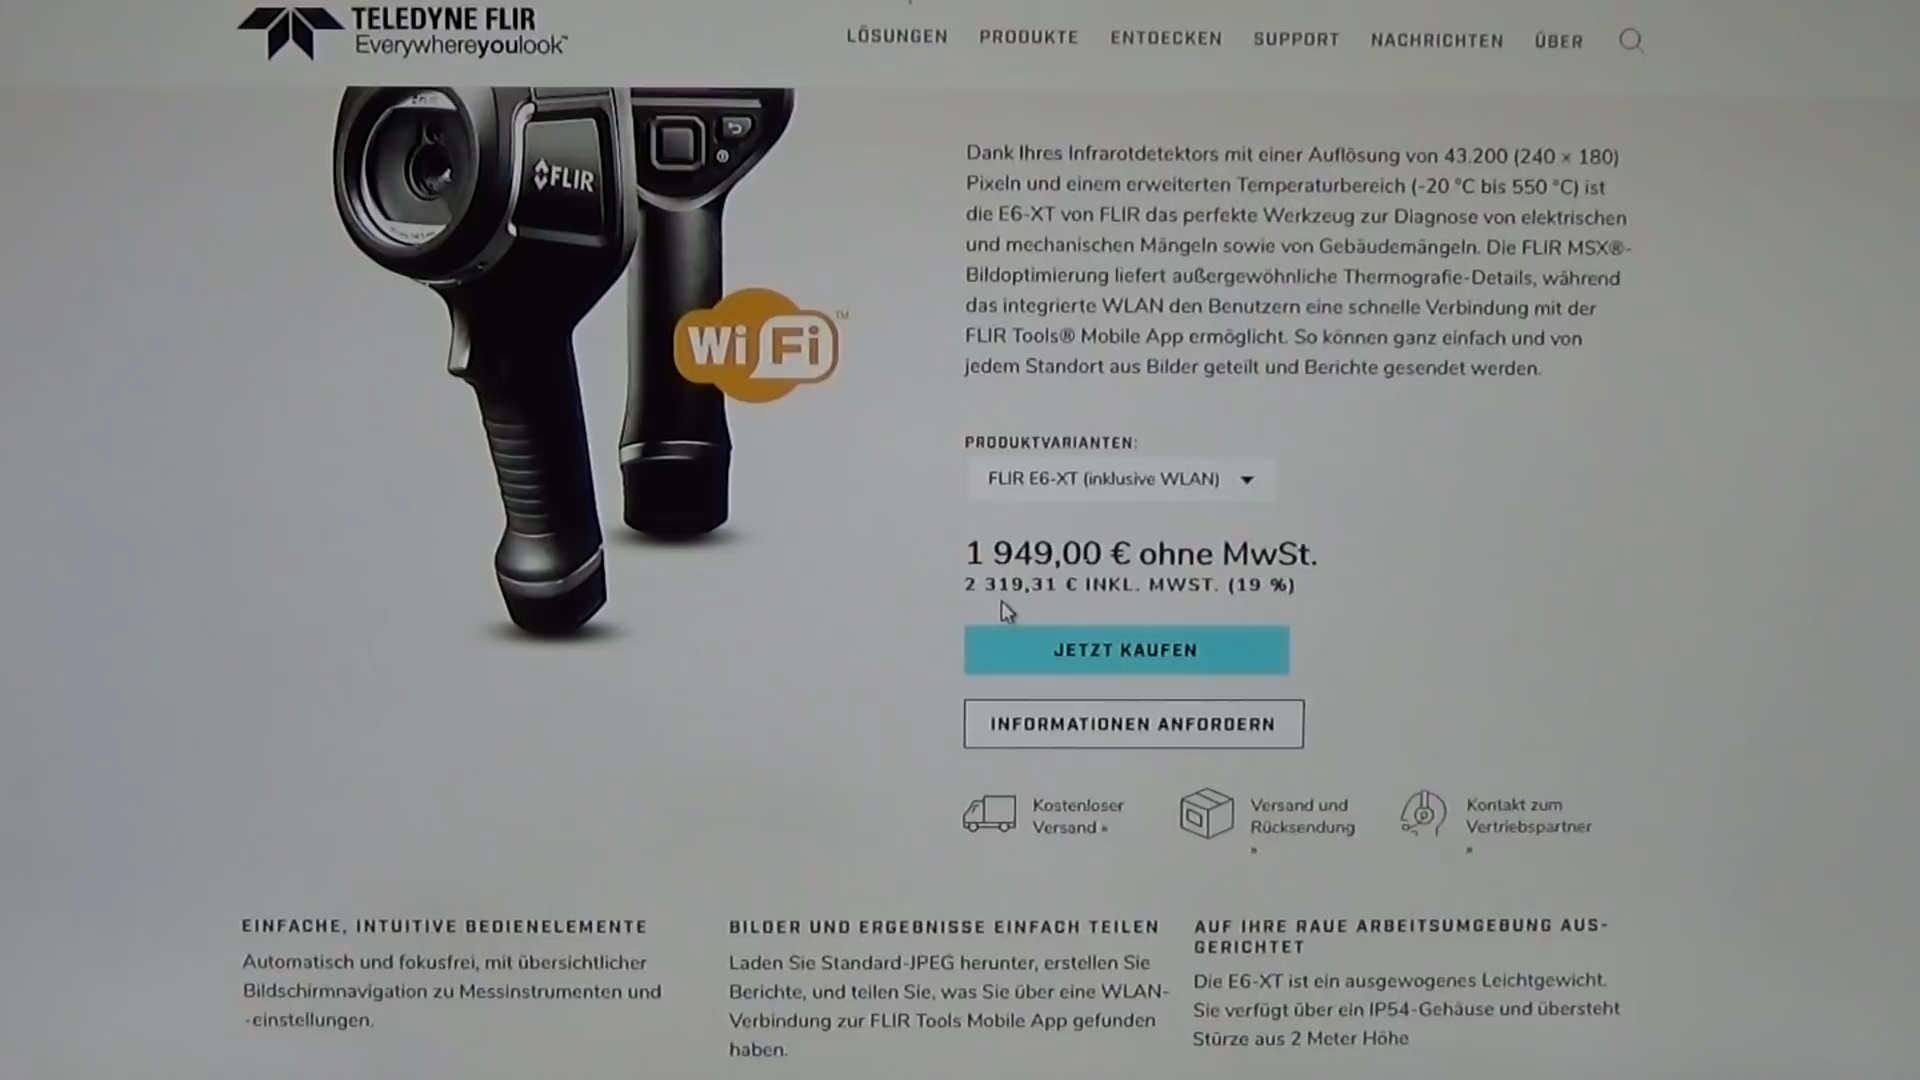 TELEDYNE FLIR
Everywhereyoulook™
LÖSUNGEN PRODUKTE ENTDECKEN SUPPORT NACHRICHTEN ÜBER
FLIR
WiFi™
Dank Ihres Infrarotdetektors mit einer Auflösung von 43.200 (240 × 180)
Pixeln und einem erweiterten Temperaturbereich (-20 °C bis 550 °C) ist
die E6-XT von FLIR das perfekte Werkzeug zur Diagnose von elektrischen
und mechanischen Mängeln sowie von Gebäudemängeln. Die FLIR MSX®-
Bildoptimierung liefert außergewöhnliche Thermografie-Details, während
das integrierte WLAN den Benutzern eine schnelle Verbindung mit der
FLIR Tools® Mobile App ermöglicht. So können ganz einfach und von
jedem Standort aus Bilder geteilt und Berichte gesendet werden.
PRODUKTVARIANTEN:
FLIR E6-XT (inklusive WLAN)
1 949,00 € ohne MwSt.
2 319,31 € INKL. MWST. (19 %)
JETZT KAUFEN
INFORMATIONEN ANFORDERN
Kostenloser
Versand »
Versand und
Rücksendung
»
Kontakt zum
Vertriebspartner
»
EINFACHE, INTUITIVE BEDIENELEMENTE
Automatisch und fokusfrei, mit übersichtlicher
Bildschirmnavigation zu Messinstrumenten und
-einstellungen.
BILDER UND ERGEBNISSE EINFACH TEILEN
Laden Sie Standard-JPEG herunter, erstellen Sie
Berichte, und teilen Sie, was Sie über eine WLAN-
Verbindung zur FLIR Tools Mobile App gefunden
haben.
AUF IHRE RAUE ARBEITSUMGEBUNG AUS-
GERICHTET
Die E6-XT ist ein ausgewogenes Leichtgewicht.
Sie verfügt über ein IP54-Gehäuse und übersteht
Stürze aus 2 Meter Höhe